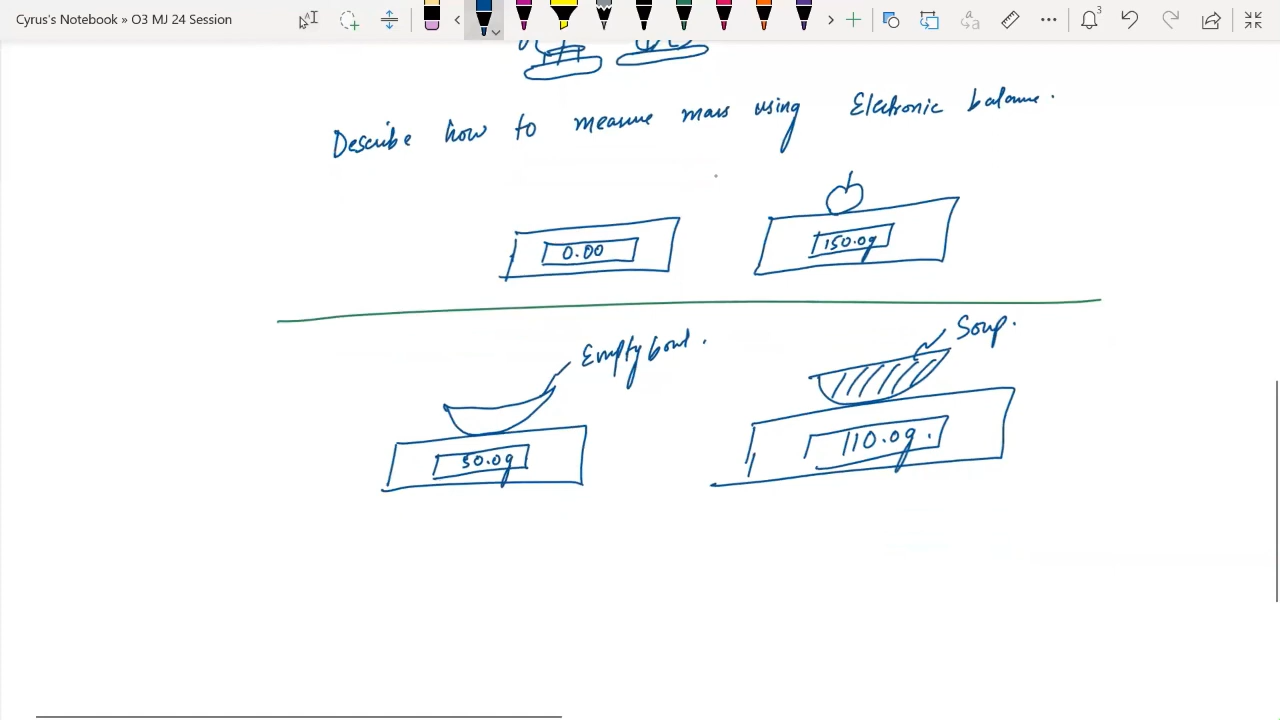 Cyrus's Notebook » O3 MJ 24 Session
3
Describe how to measure mass using Electronic balance.
0.00
150.0g
Empty bowl.
Soup.
50.0g
110.0g.